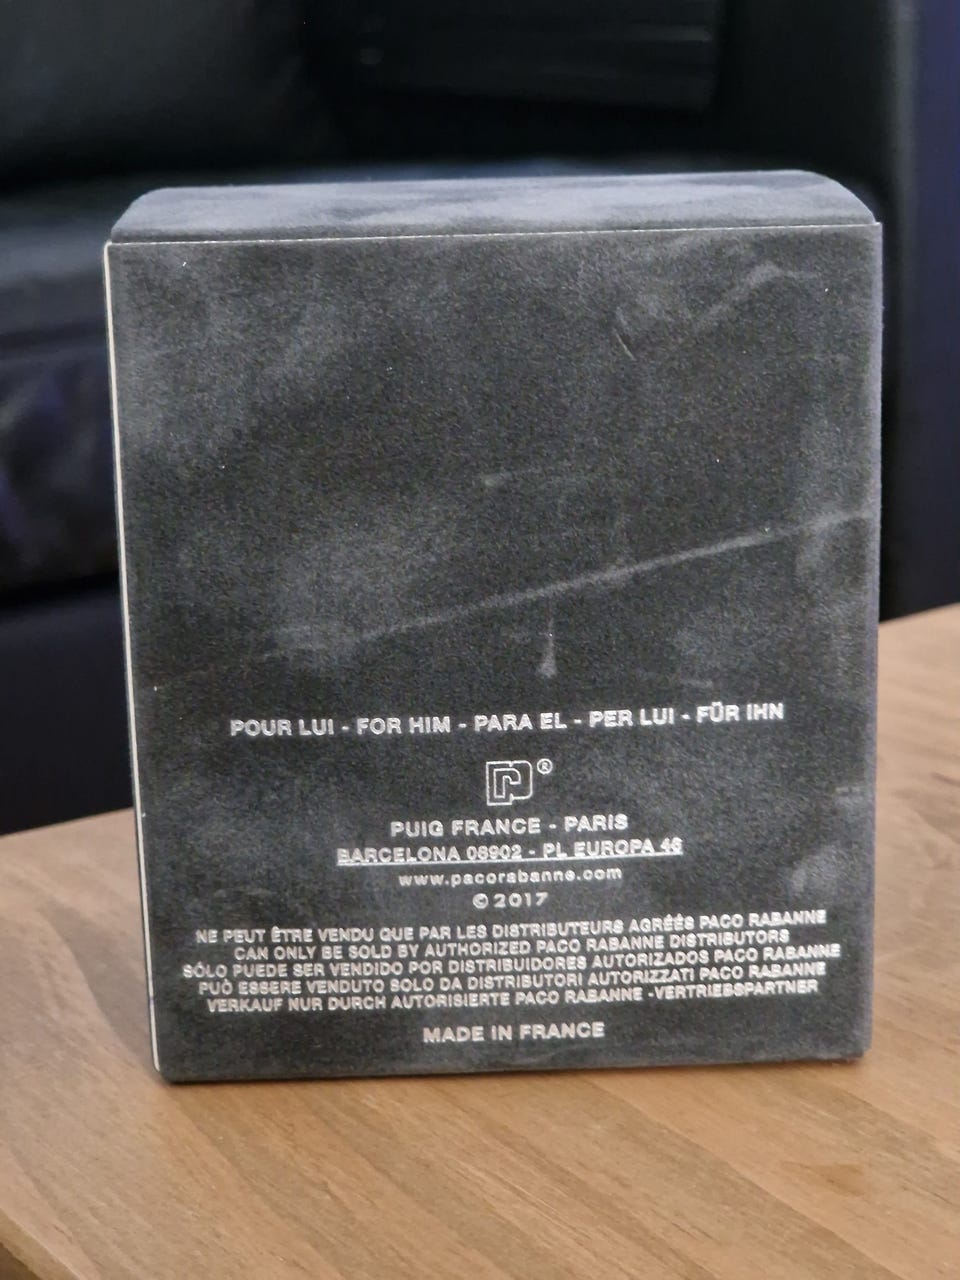 POUR LUI - FOR HIM - PARA EL - PER LUI - FÜR IHN
®
PUIG FRANCE - PARIS
BARCELONA 08902 - PL EUROPA 46
www.pacorabanne.com
© 2017
NE PEUT ÊTRE VENDU QUE PAR LES DISTRIBUTEURS AGRÉÉS PACO RABANNE
CAN ONLY BE SOLD BY AUTHORIZED PACO RABANNE DISTRIBUTORS
SÓLO PUEDE SER VENDIDO POR DISTRIBUIDORES AUTORIZADOS PACO RABANNE
PUÒ ESSERE VENDUTO SOLO DA DISTRIBUTORI AUTORIZZATI PACO RABANNE
VERKAUF NUR DURCH AUTORISIERTE PACO RABANNE -VERTRIEBSPARTNER
MADE IN FRANCE